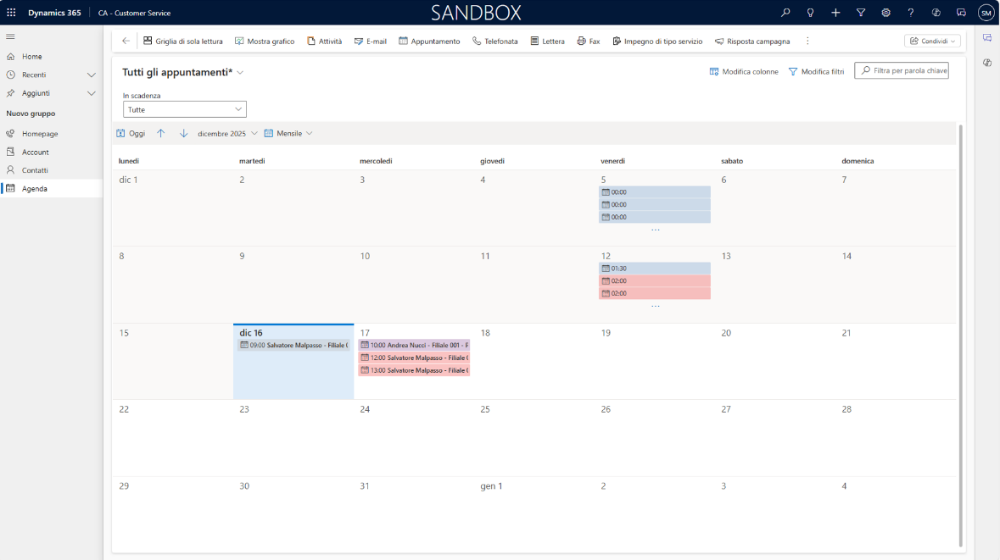 Dynamics 365 CA - Customer Service SANDBOX SM
Griglia di sola lettura Mostra grafico Attività E-mail Appuntamento Telefonata Lettera Fax Impegno di tipo servizio Risposta campagna Condividi
Home
Recenti
Aggiunti
Nuovo gruppo
Homepage
Account
Contatti
Agenda
Tutti gli appuntamenti* Modifica colonne Modifica filtri Filtra per parola chiave
In scadenza
Tutte
Oggi dicembre 2025 Mensile
lunedì martedì mercoledì giovedì venerdì sabato domenica
dic 1 2 3 4 5 6 7
00:00
00:00
00:00
...
8 9 10 11 12 13 14
01:30
02:00
02:00
...
15 dic 16 17 18 19 20 21
09:00 Salvatore Malpasso - Filiale 10:00 Andrea Nucci - Filiale 001 -
12:00 Salvatore Malpasso - Filiale
13:00 Salvatore Malpasso - Filiale
22 23 24 25 26 27 28
29 30 31 gen 1 2 3 4